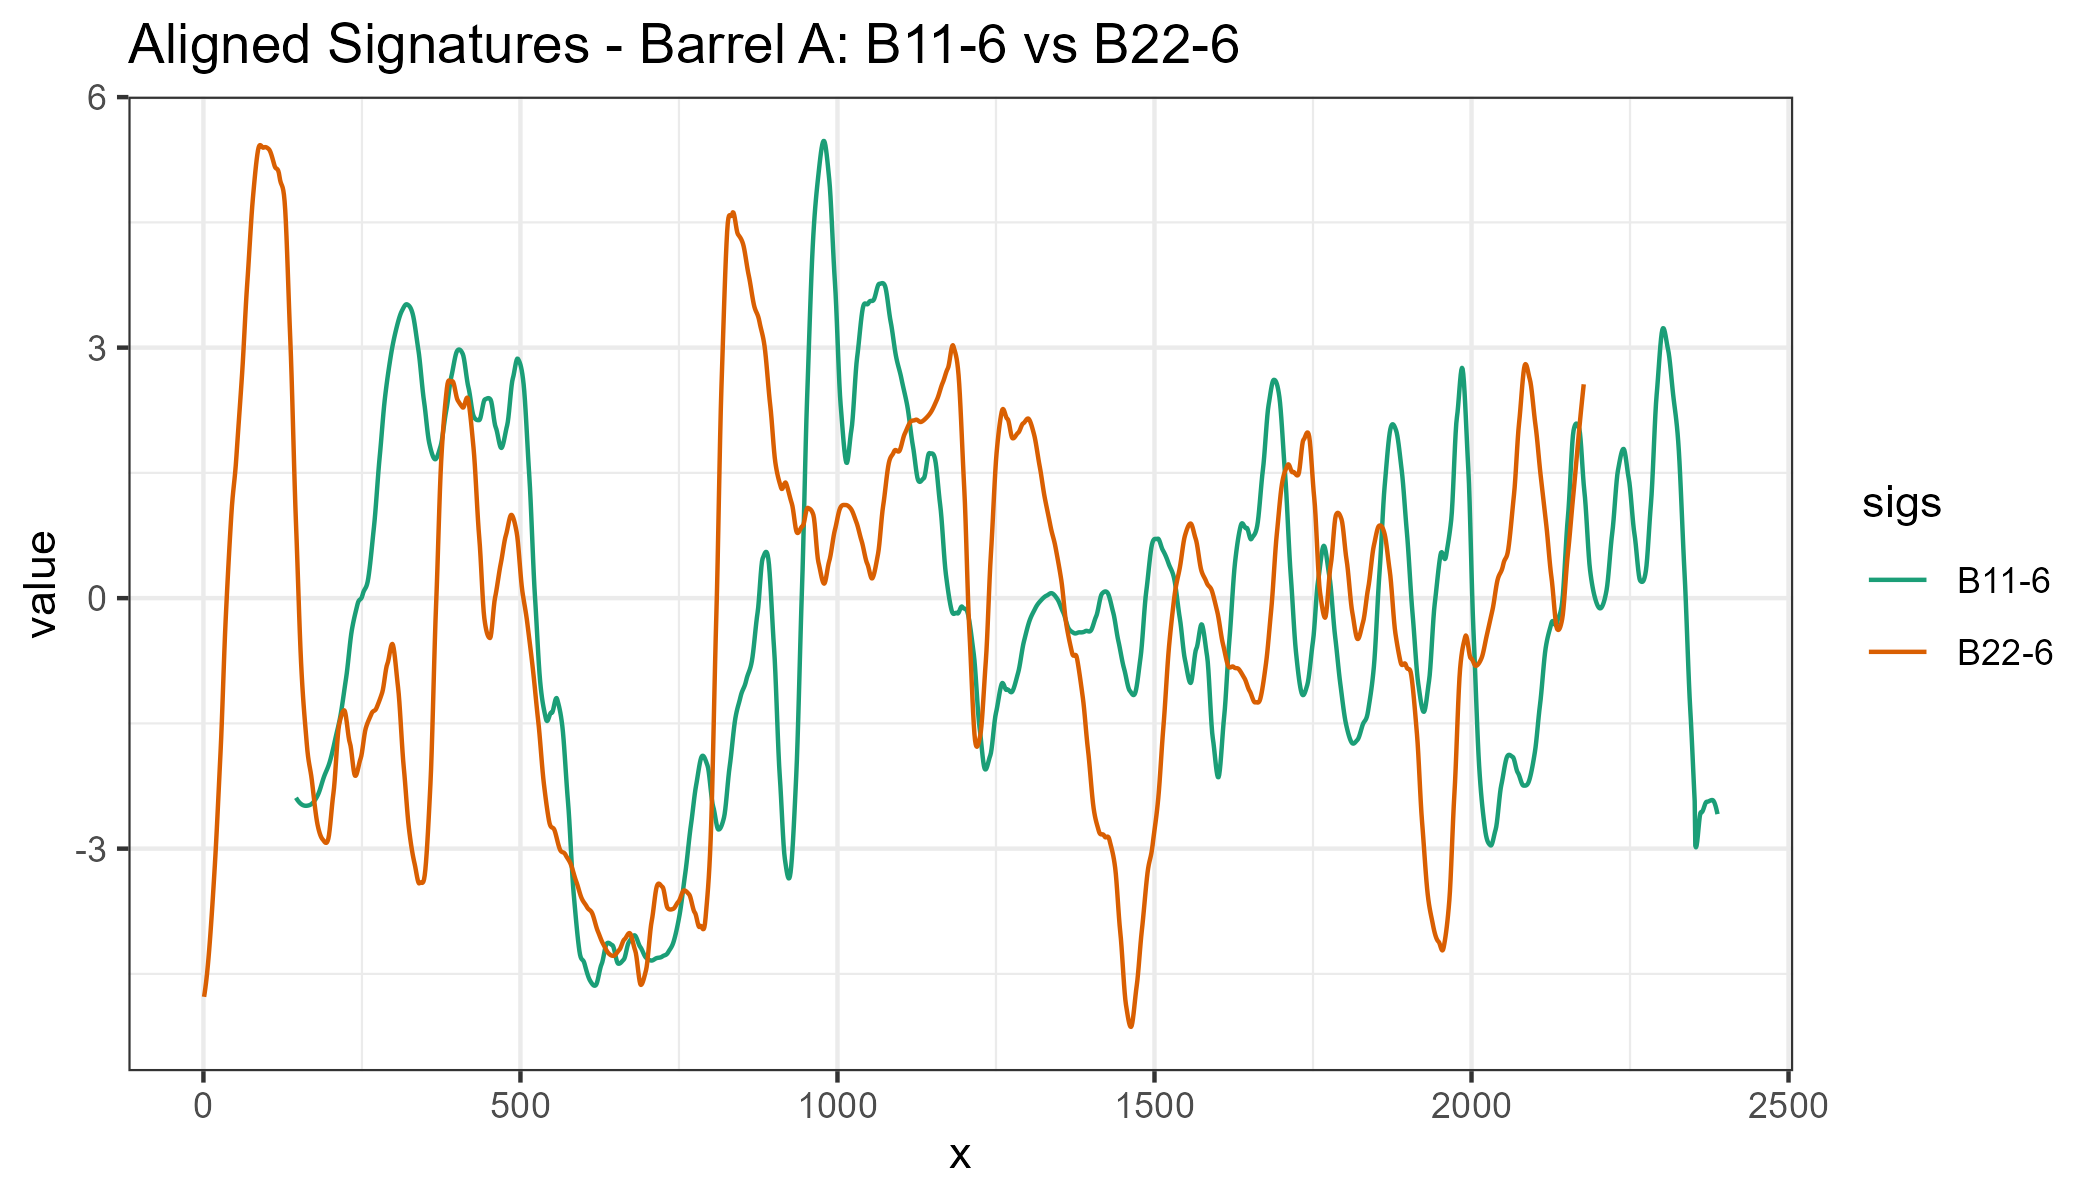 Aligned Signatures - Barrel A: B11-6 vs B22-6
6
3
0
-3
value
0 500 1000 1500 2000 2500
x
sigs
B11-6
B22-6